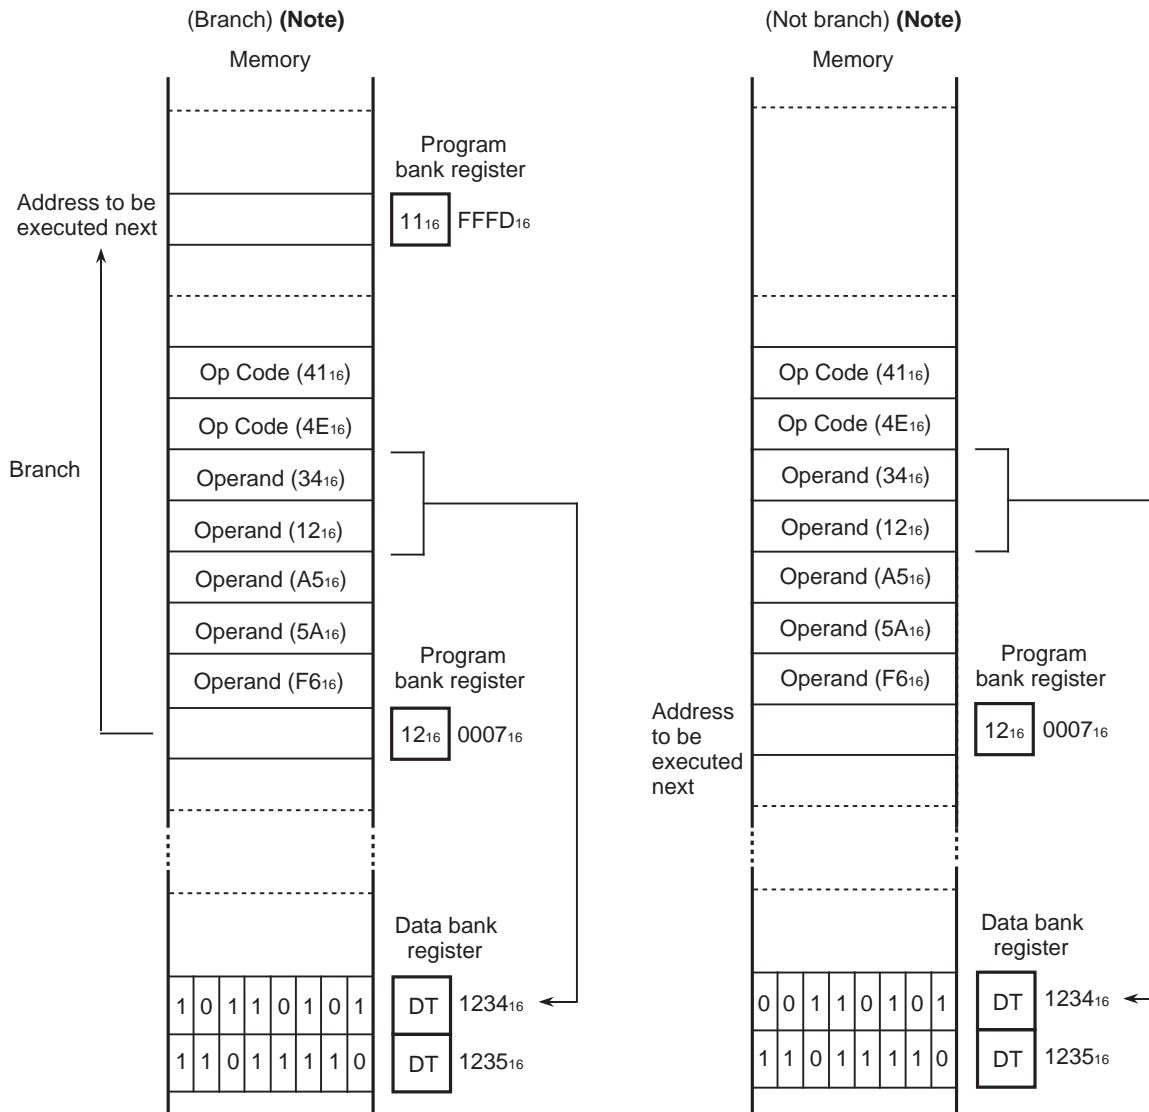 (Branch) (Note)
Memory
Program
bank register
11₁₆ FFFD₁₆
Address to be
executed next
Op Code (41₁₆)
Op Code (4E₁₆)
Branch
Operand (34₁₆)
Operand (12₁₆)
Operand (A5₁₆)
Operand (5A₁₆)
Operand (F6₁₆)
Program
bank register
12₁₆ 0007₁₆
Data bank
register
1 0 1 1 0 1 0 1 DT 1234₁₆
1 1 0 1 1 1 1 0 DT 1235₁₆
(Not branch) (Note)
Memory
Op Code (41₁₆)
Op Code (4E₁₆)
Operand (34₁₆)
Operand (12₁₆)
Operand (A5₁₆)
Operand (5A₁₆)
Operand (F6₁₆)
Program
bank register
12₁₆ 0007₁₆
Address
to be
executed
next
Data bank
register
0 0 1 1 0 1 0 1 DT 1234₁₆
1 1 0 1 1 1 1 0 DT 1235₁₆